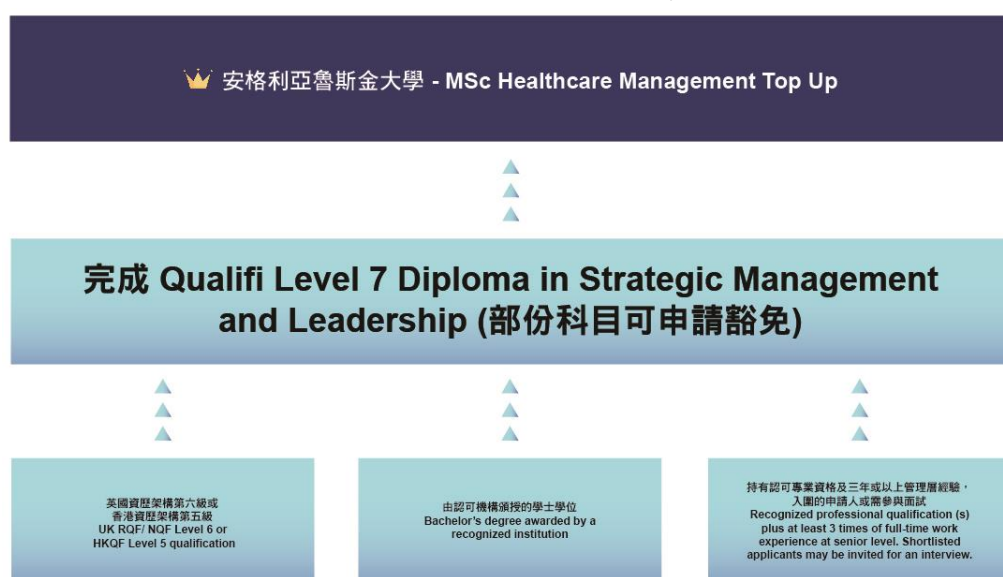 安格利亞魯斯金大學 - MSc Healthcare Management Top Up
完成 Qualifi Level 7 Diploma in Strategic Management
and Leadership (部份科目可申請豁免)
英國資歷架構第六級或
香港資歷架構第五級
UK RQF/ NQF Level 6 or
HKQF Level 5 qualification
由認可機構頒授的學士學位
Bachelor's degree awarded by a
recognized institution
持有認可專業資格及三年或以上管理層經驗，
入圍的申請人或需參與面試
Recognized professional qualification (s)
plus at least 3 times of full-time work
experience at senior level. Shortlisted
applicants may be invited for an interview.